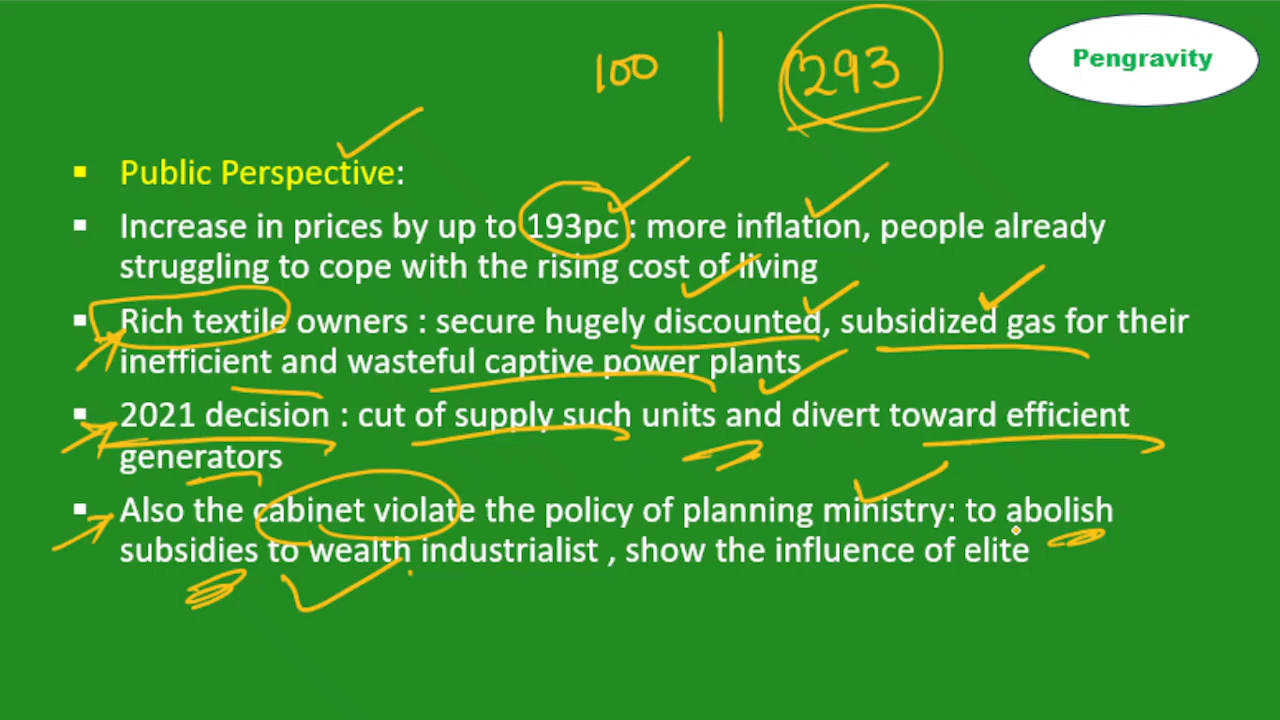 100 | 293
Pengravity
Public Perspective:
Increase in prices by up to 193pc : more inflation, people already
struggling to cope with the rising cost of living
Rich textile owners : secure hugely discounted, subsidized gas for their
inefficient and wasteful captive power plants
2021 decision : cut of supply such units and divert toward efficient
generators
Also the cabinet violate the policy of planning ministry: to abolish
subsidies to wealth industrialist , show the influence of elite